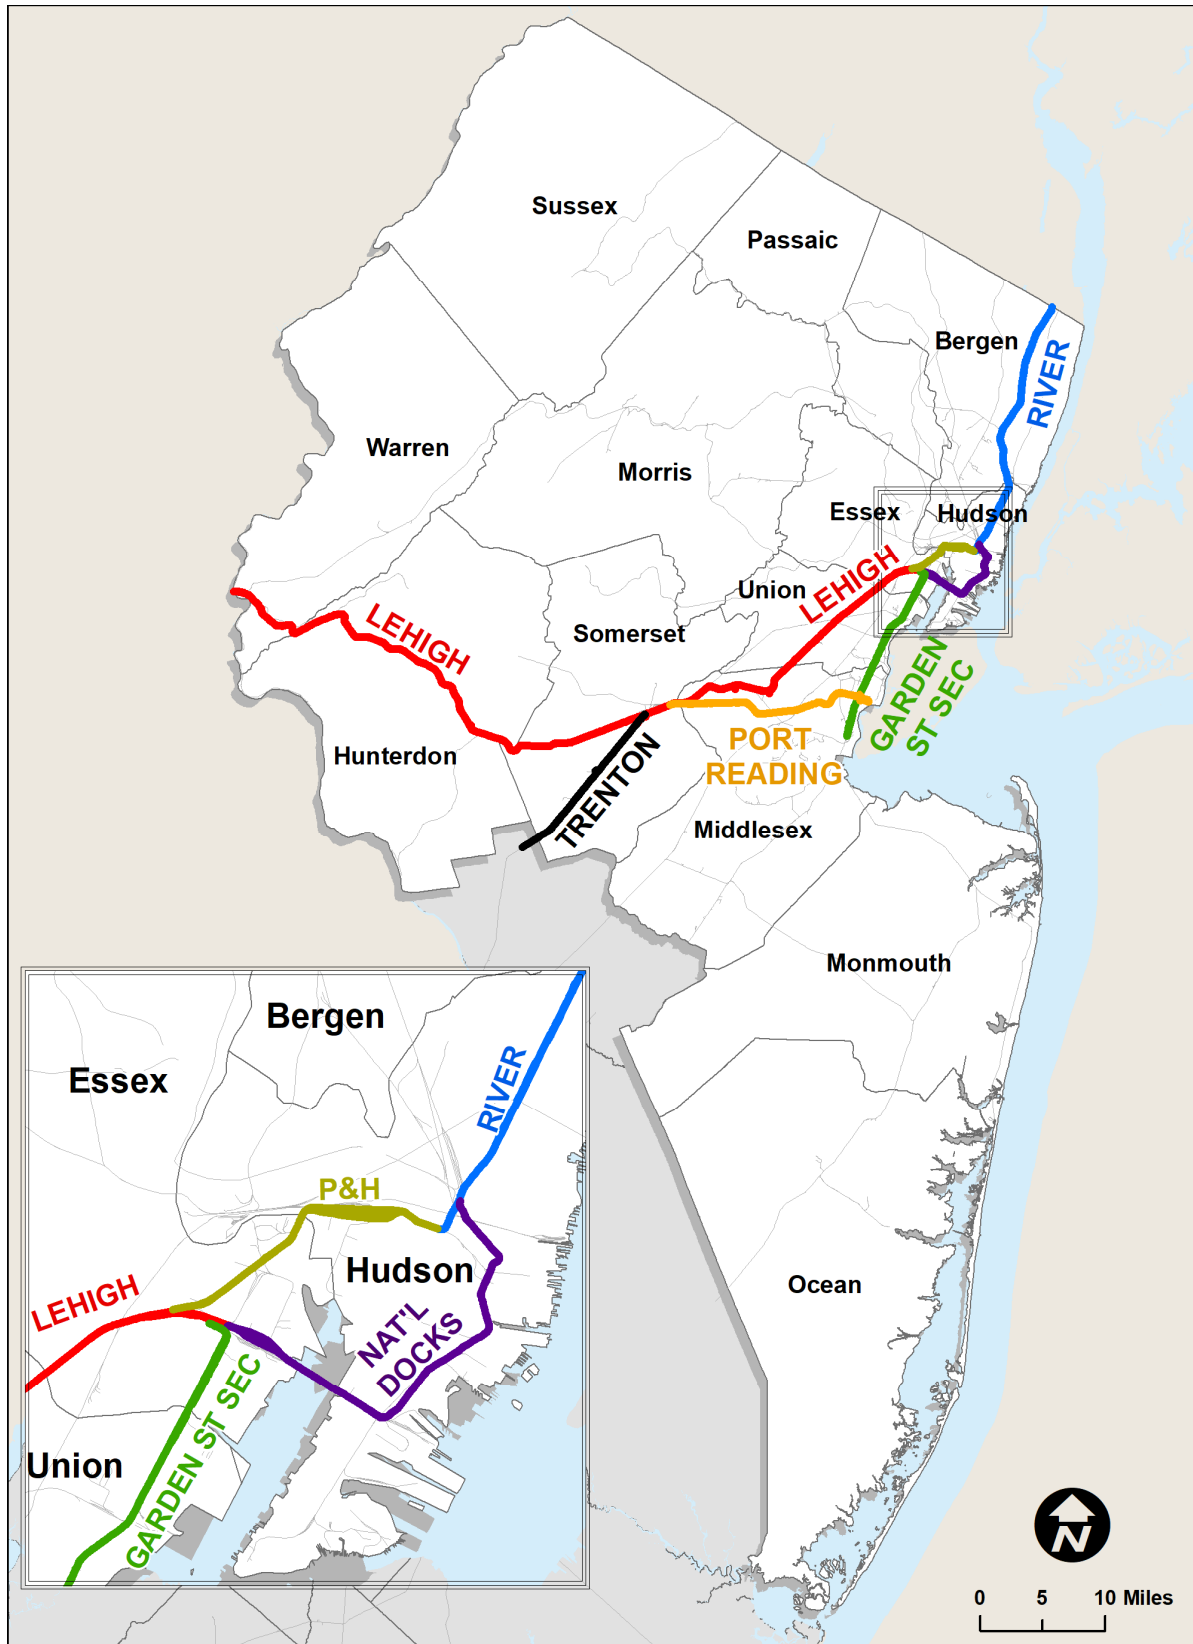 Sussex
Passaic
Bergen
RIVER
Warren
Morris
Essex
Hudson
LEHIGH
Union
LEHIGH
Somerset
GARDEN
ST SEC
Hunterdon
PORT
READING
TRENTON
Middlesex
Monmouth
Ocean
Bergen
Essex
RIVER
P&H
Hudson
LEHIGH
NAT'L
DOCKS
GARDEN ST SEC
Union
N
0 5 10 Miles